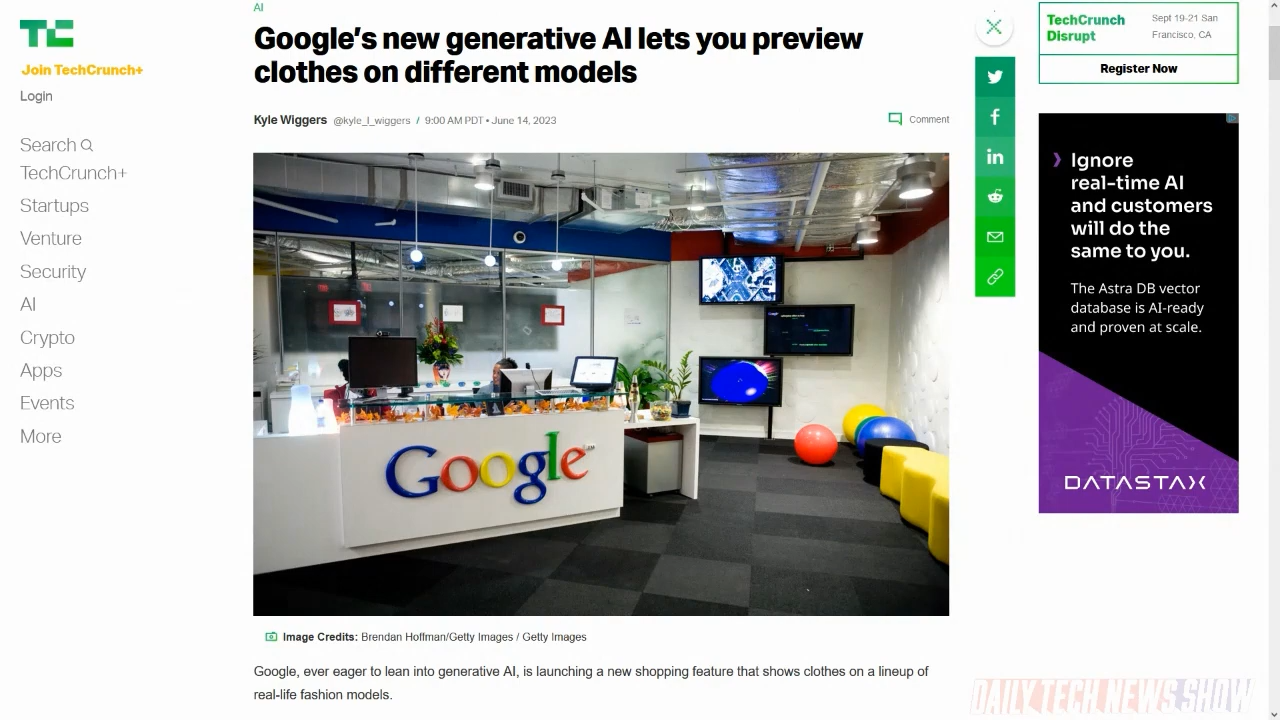 TC
Join TechCrunch+
Login
Search
TechCrunch+
Startups
Venture
Security
AI
Crypto
Apps
Events
More
AI
Google's new generative AI lets you preview
clothes on different models
Kyle Wiggers @kyle_l_wiggers / 9:00 AM PDT • June 14, 2023
Comment
Google
Image Credits: Brendan Hoffman/Getty Images / Getty Images
Google, ever eager to lean into generative AI, is launching a new shopping feature that shows clothes on a lineup of
real-life fashion models.
in
TechCrunch
Disrupt
Sept 19-21 San
Francisco, CA
Register Now
Ignore
real-time AI
and customers
will do the
same to you.
The Astra DB vector
database is AI-ready
and proven at scale.
DATASTAX
DAILY TECH NEWS SHOW